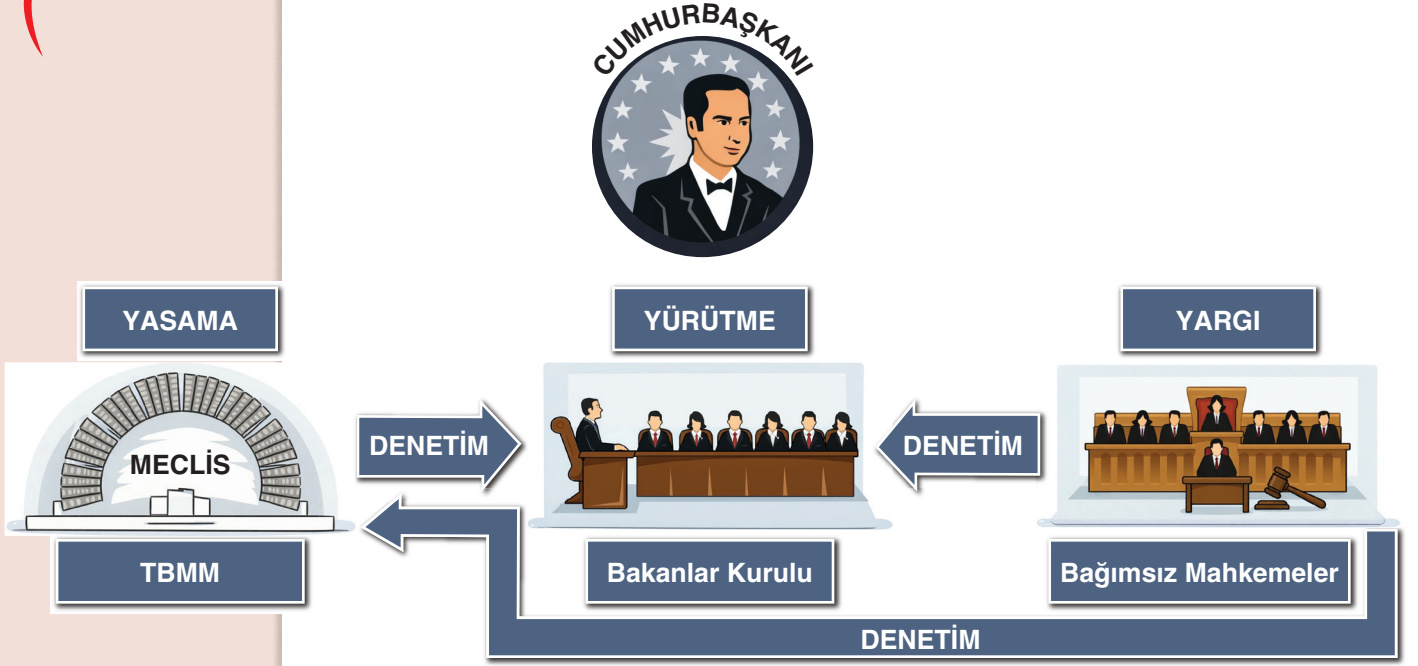 CUMHURBAŞKANI
YASAMA
YÜRÜTME
YARGI
MECLİS
DENETİM
DENETİM
TBMM
Bakanlar Kurulu
Bağımsız Mahkemeler
DENETİM